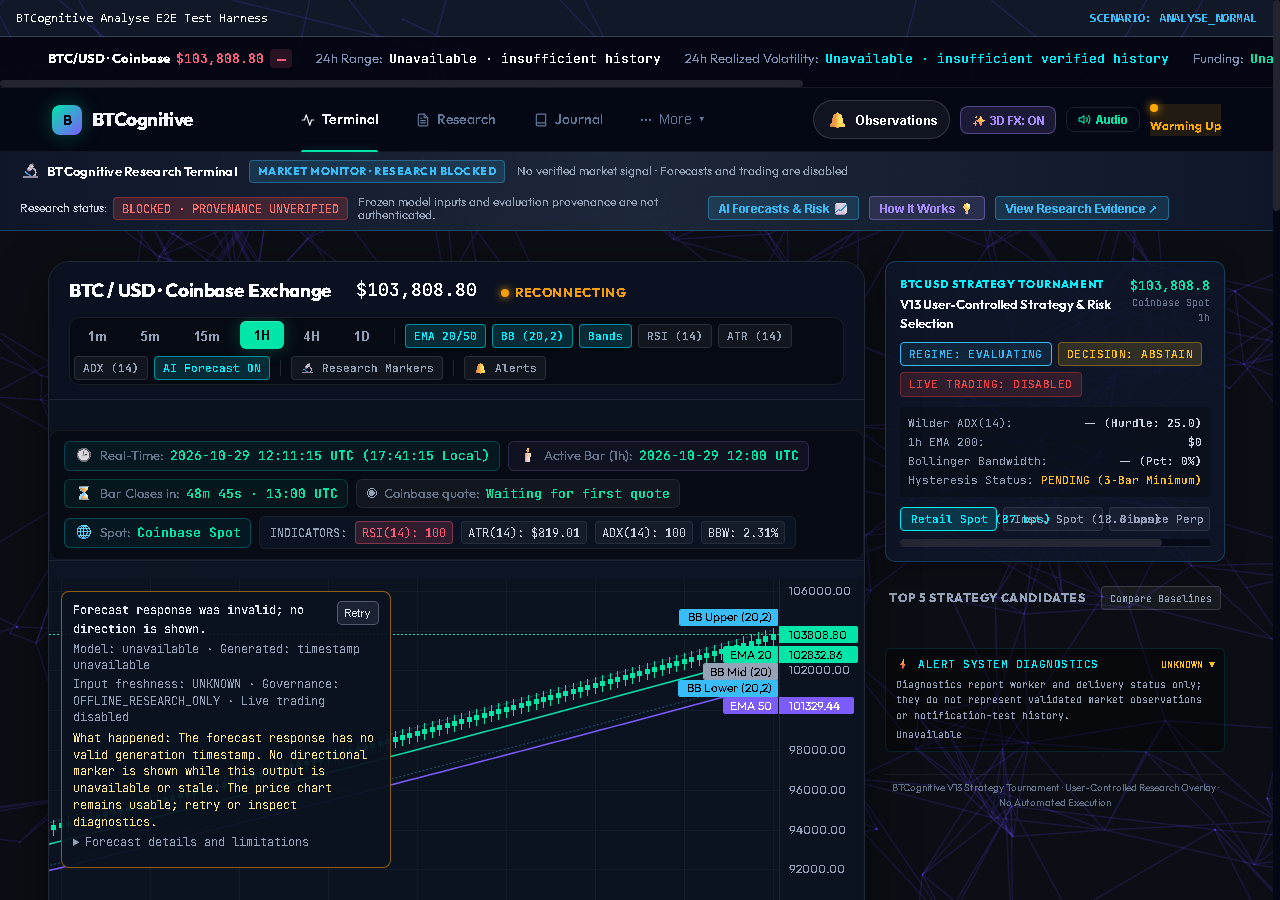 BTCognitive Analyse E2E Test Harness
SCENARIO: ANALYSE_NORMAL
BTC/USD · Coinbase $103,808.80 —
24h Range: Unavailable · insufficient history
24h Realized Volatility: Unavailable · insufficient verified history
Funding: Una
B BTCognitive
Terminal
Research
Journal
··· More ▾
🔔 Observations
✨ 3D FX: ON
Audio
Warming Up
🔬 BTCognitive Research Terminal
MARKET MONITOR · RESEARCH BLOCKED
No verified market signal · Forecasts and trading are disabled
Research status: BLOCKED · PROVENANCE UNVERIFIED
Frozen model inputs and evaluation provenance are not
authenticated.
AI Forecasts & Risk 📈
How It Works 💡
View Research Evidence ↗
BTC / USD · Coinbase Exchange
$103,808.80
RECONNECTING
1m 5m 15m 1H 4H 1D
EMA 20/50 BB (20,2) Bands RSI (14) ATR (14)
ADX (14) AI Forecast ON 🔬 Research Markers 🔔 Alerts
🕒 Real-Time: 2026-10-29 12:11:15 UTC (17:41:15 Local)
🕯 Active Bar (1h): 2026-10-29 12:00 UTC
⏳ Bar Closes in: 48m 45s · 13:00 UTC
◉ Coinbase quote: Waiting for first quote
🌐 Spot: Coinbase Spot
INDICATORS: RSI(14): 100 ATR(14): $819.01 ADX(14): 100 BBW: 2.31%
Forecast response was invalid; no
direction is shown.
Retry
Model: unavailable · Generated: timestamp
unavailable
Input freshness: UNKNOWN · Governance:
OFFLINE_RESEARCH_ONLY · Live trading
disabled
What happened: The forecast response has no
valid generation timestamp. No directional
marker is shown while this output is
unavailable or stale. The price chart
remains usable; retry or inspect
diagnostics.
▶ Forecast details and limitations
106000.00
BB Upper (20,2)
103808.80
EMA 20 102832.86
BB Mid (20) 102000.00
BB Lower (20,2)
EMA 50 101329.44
98000.00
96000.00
94000.00
92000.00
BTCUSD STRATEGY TOURNAMENT
V13 User-Controlled Strategy & Risk
Selection
$103,808.8
Coinbase Spot
1h
REGIME: EVALUATING
DECISION: ABSTAIN
LIVE TRADING: DISABLED
Wilder ADX(14): — (Hurdle: 25.0)
1h EMA 200: $0
Bollinger Bandwidth: — (Pct: 0%)
Hysteresis Status: PENDING (3-Bar Minimum)
Retail Spot
Spot
Perp
TOP 5 STRATEGY CANDIDATES
Compare Baselines
⚡ ALERT SYSTEM DIAGNOSTICS
UNKNOWN ▼
Diagnostics report worker and delivery status only;
they do not represent validated market observations
or notification-test history.
Unavailable
BTCognitive V13 Strategy Tournament · User-Controlled Research Overlay ·
No Automated Execution